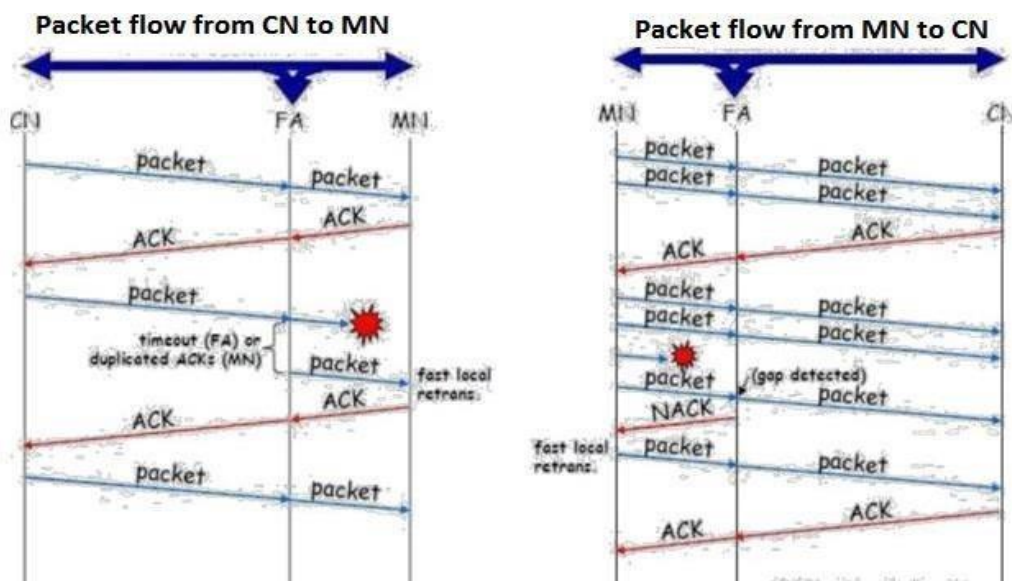 Packet flow from CN to MN
CN
FA
MN
packet
packet
ACK
ACK
packet
timeout (FA) or
duplicated ACKs (MN)
packet
fast local
retrans.
ACK
ACK
packet
packet
Packet flow from MN to CN
MN
FA
packet
packet
packet
packet
ACK
ACK
packet
packet
packet
packet
packet
(gap detected)
packet
NACK
fast local
retrans.
packet
packet
ACK
ACK